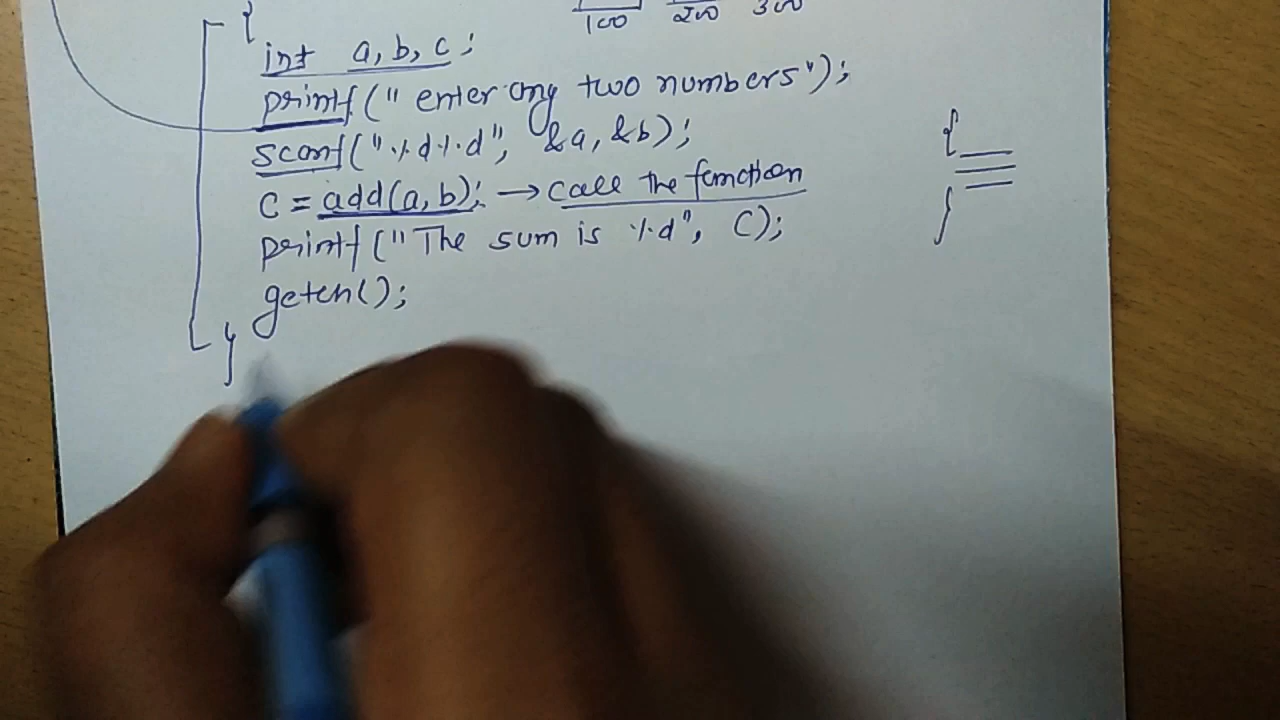 100 200 300
{
int a, b, c ;
printf(" enter any two numbers");
scanf("%d%d", &a, &b);
c = add(a, b); → call the function
printf ("The sum is %d", C);
getch();
}
{
}